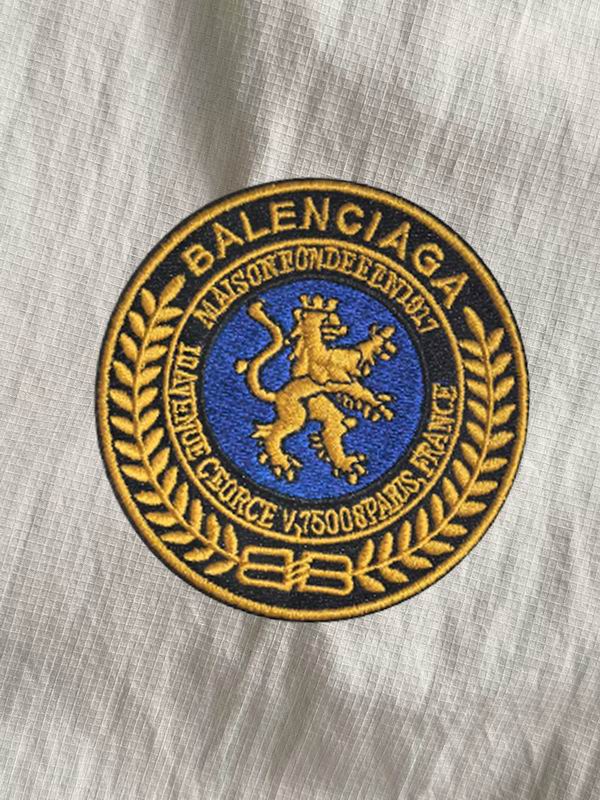 BALENCIAGA
MAISON FONDEE EN 1917
10 AVENUE GEORGE V, 75008 PARIS, FRANCE
BB